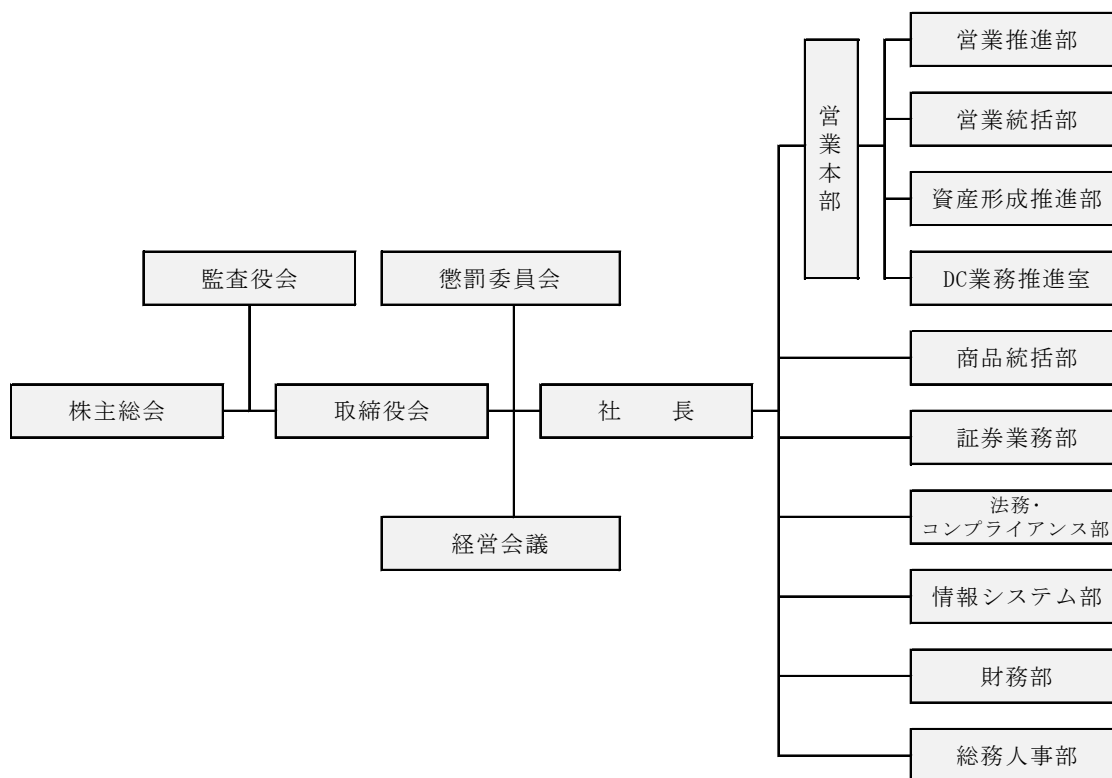 営業推進部
営業統括部
営業本部
資産形成推進部
DC業務推進室
監査役会
懲罰委員会
商品統括部
株主総会
取締役会
社　　長
証券業務部
法務・
コンプライアンス部
経営会議
情報システム部
財務部
総務人事部